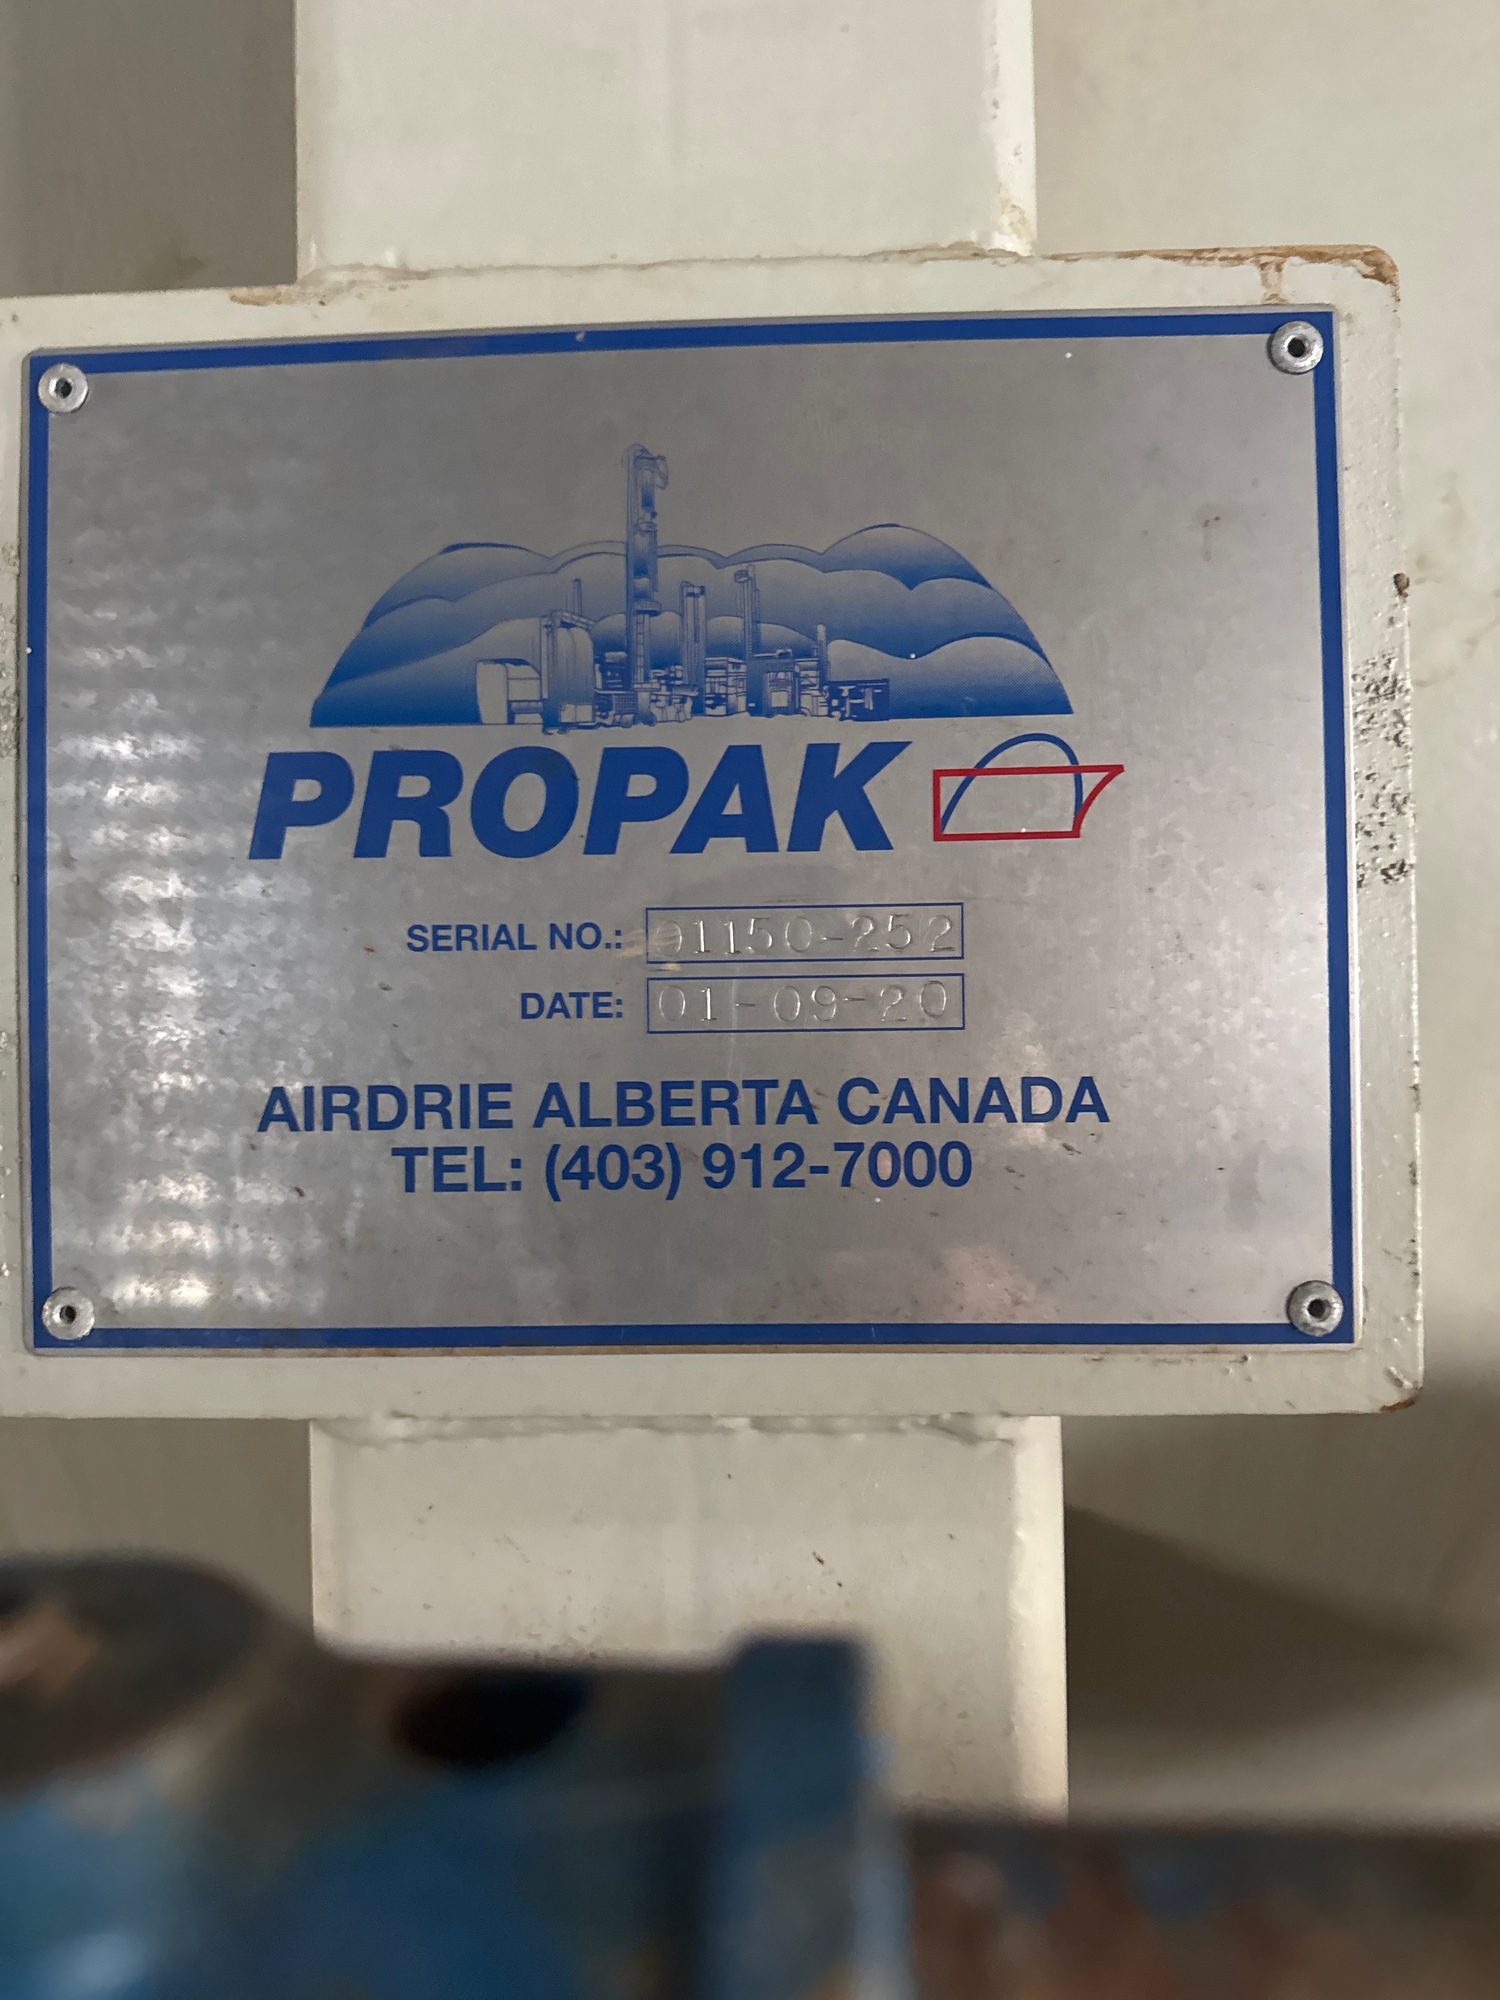 PROPAK
SERIAL NO.: 01150-252
DATE: 01-09-20
AIRDRIE ALBERTA CANADA
TEL: (403) 912-7000